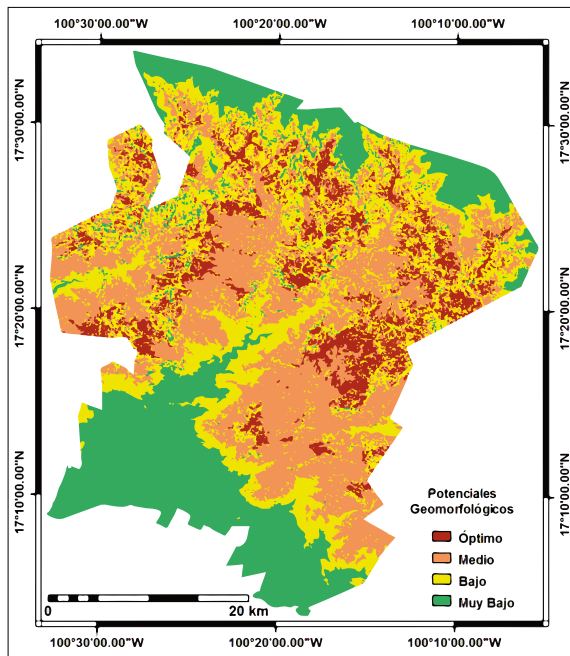 100°30'00.00"W 100°20'00.00"W 100°10'00.00"W
17°30'00.00"N 17°30'00.00"N
17°20'00.00"N 17°20'00.00"N
17°10'00.00"N 17°10'00.00"N
Potenciales
Geomorfológicos
Óptimo
Medio
Bajo
Muy Bajo
0 20 km
100°30'00.00"W 100°20'00.00"W 100°10'00.00"W